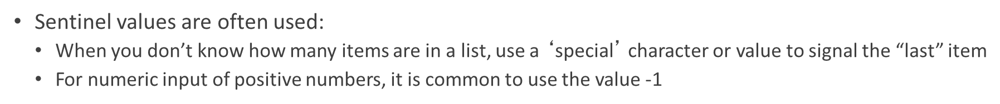 • Sentinel values are often used:
• When you don’t know how many items are in a list, use a ‘special’ character or value to signal the “last” item
• For numeric input of positive numbers, it is common to use the value -1